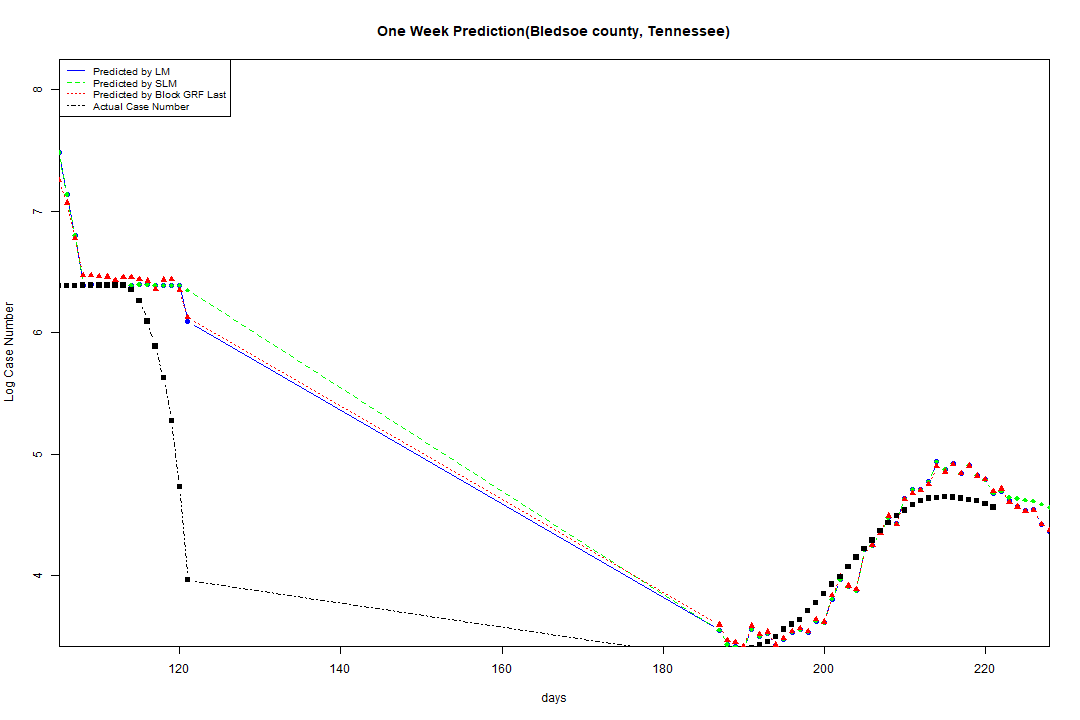 One Week Prediction(Bledsoe county, Tennessee)
Predicted by LM
Predicted by SLM
Predicted by Block GRF Last
Actual Case Number
8
7
6
5
4
Log Case Number
120 140 160 180 200 220
days